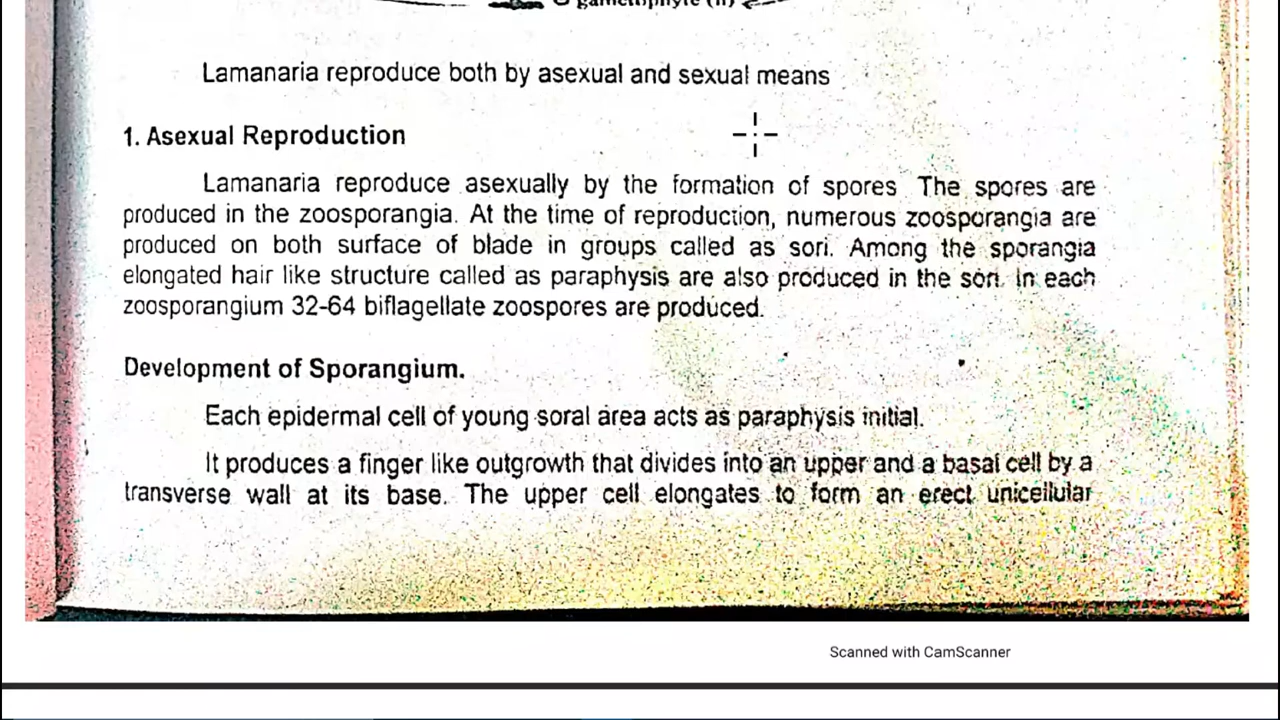 gametophyte (n)
Lamanaria reproduce both by asexual and sexual means
1. Asexual Reproduction
Lamanaria reproduce asexually by the formation of spores The spores are
produced in the zoosporangia. At the time of reproduction, numerous zoosporangia are
produced on both surface of blade in groups called as sori. Among the sporangia
elongated hair like structure called as paraphysis are also produced in the sori. In each
zoosporangium 32-64 biflagellate zoospores are produced.
Development of Sporangium.
Each epidermal cell of young soral area acts as paraphysis initial.
It produces a finger like outgrowth that divides into an upper and a basal cell by a
transverse wall at its base. The upper cell elongates to form an erect unicellular
Scanned with CamScanner